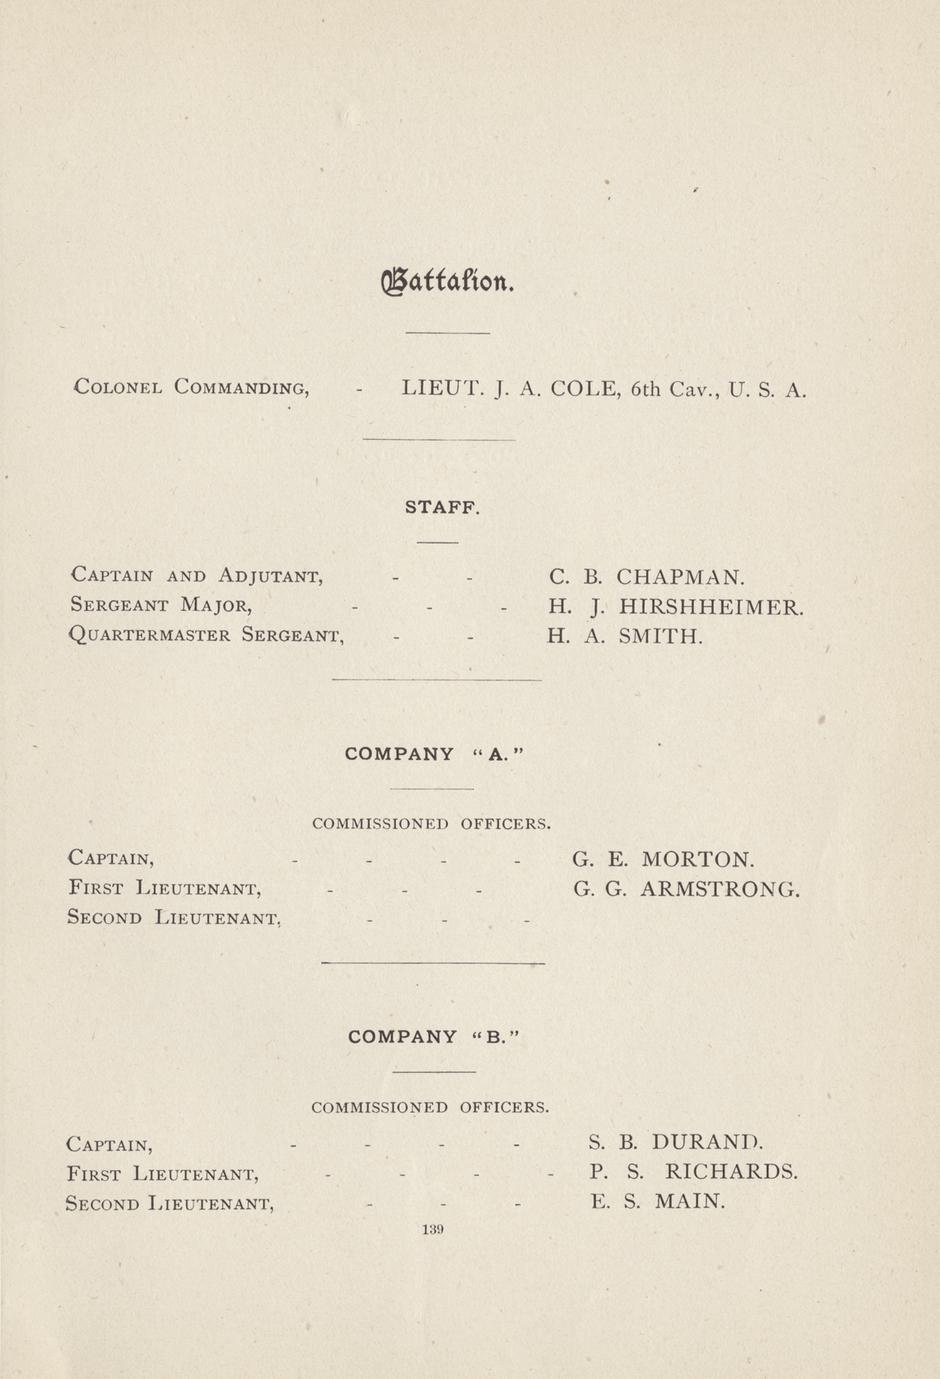 Battalion.
Colonel Commanding, - LIEUT. J. A. COLE, 6th Cav., U. S. A.
STAFF.
Captain and Adjutant, - - C. B. CHAPMAN.
Sergeant Major, - - - H. J. HIRSHHEIMER.
Quartermaster Sergeant, - - H. A. SMITH.
COMPANY "A."
COMMISSIONED OFFICERS.
Captain, - - - - G. E. MORTON.
First Lieutenant, - - - G. G. ARMSTRONG.
Second Lieutenant, - - -
COMPANY "B."
COMMISSIONED OFFICERS.
Captain, - - - - S. B. DURAND.
First Lieutenant, - - - - P. S. RICHARDS.
Second Lieutenant, - - - E. S. MAIN.
139